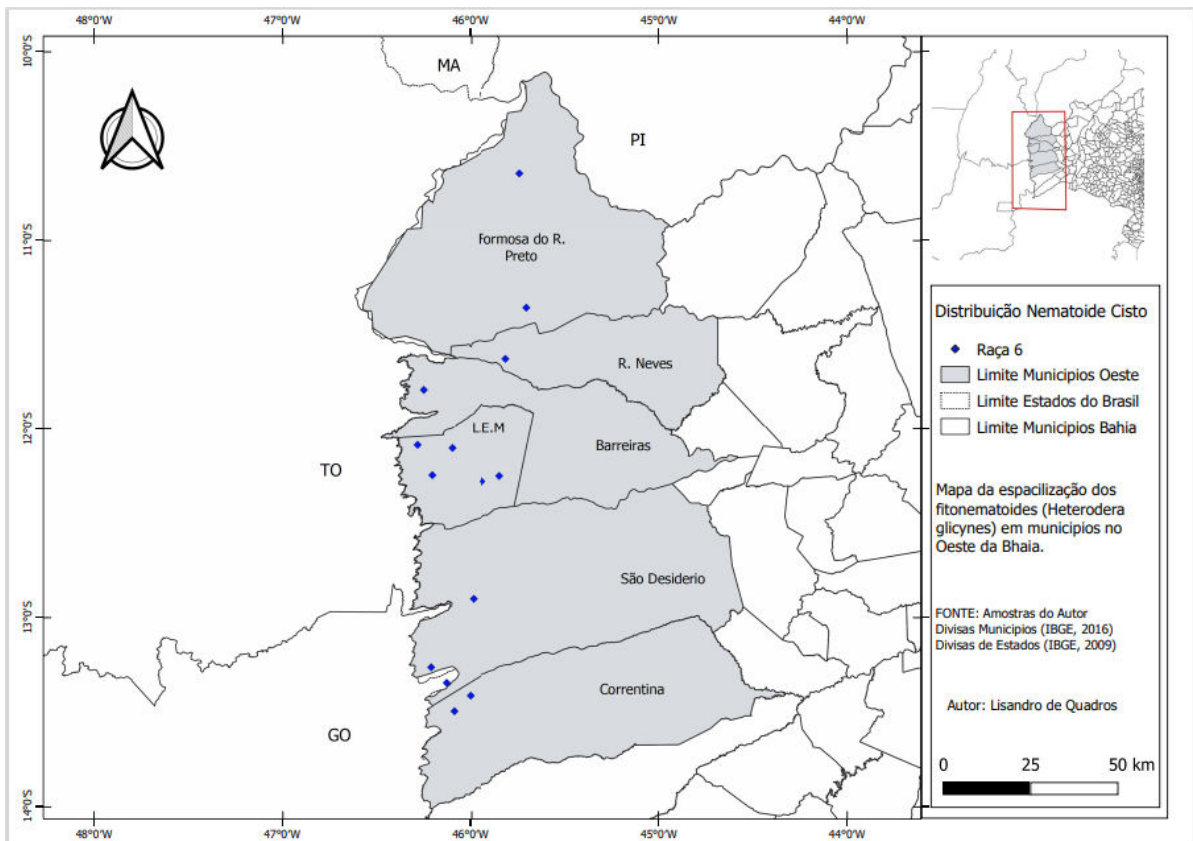 48°0'W 47°0'W 46°0'W 45°0'W 44°0'W
10°0'S
11°0'S
12°0'S
13°0'S
14°0'S
MA
PI
Formosa do R.
Preto
R. Neves
L.E.M
Barreiras
TO
São Desiderio
Correntina
GO
48°0'W 47°0'W 46°0'W 45°0'W 44°0'W
Distribuição Nematoide Cisto
Raça 6
Limite Municipios Oeste
Limite Estados do Brasil
Limite Municipios Bahia
Mapa da espacilização dos
fitonematoides (Heterodera
glicynes) em municipios no
Oeste da Bhaia.
FONTE: Amostras do Autor
Divisas Municipios (IBGE, 2016)
Divisas de Estados (IBGE, 2009)
Autor: Lisandro de Quadros
0 25 50 km